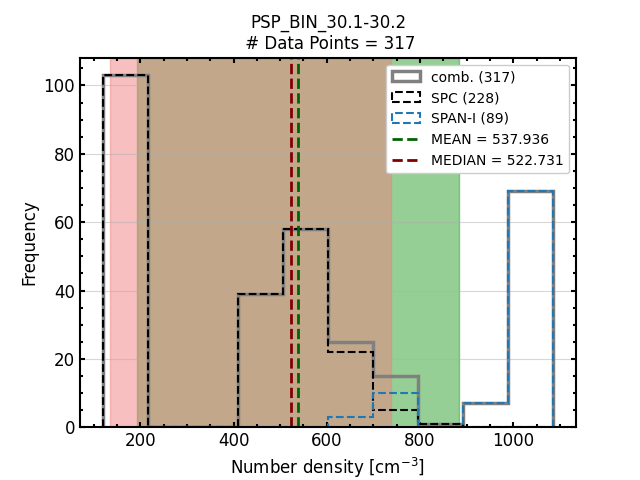 PSP_BIN_30.1-30.2
# Data Points = 317
comb. (317)
SPC (228)
SPAN-I (89)
MEAN = 537.936
MEDIAN = 522.731
Frequency
100
80
60
40
20
0
200 400 600 800 1000
Number density [cm⁻³]